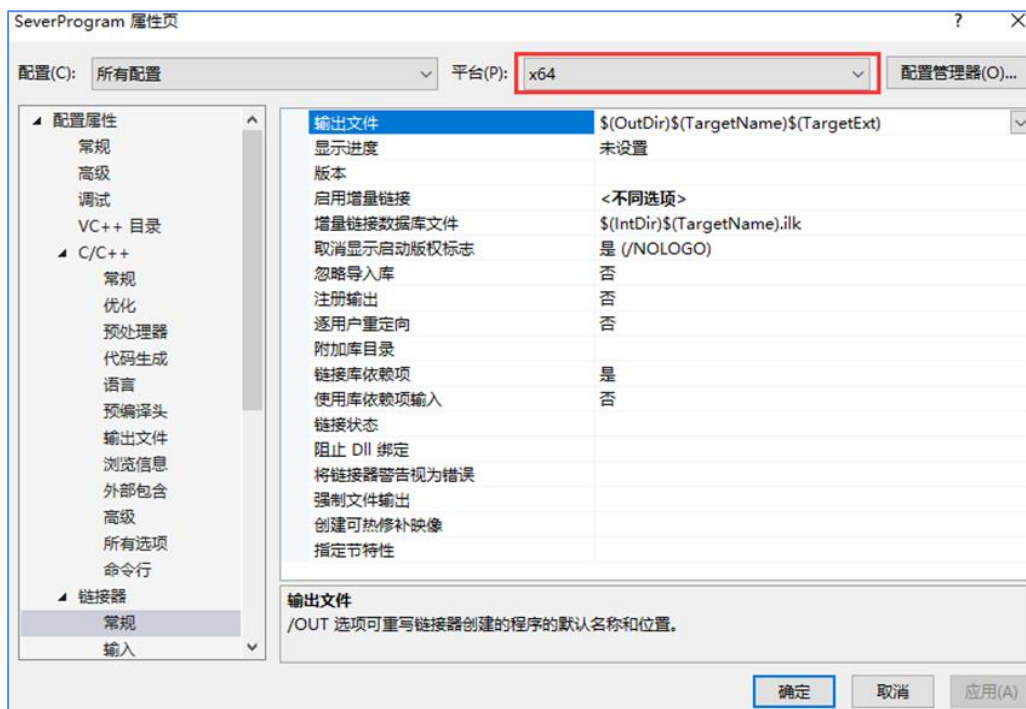 SeverProgram 属性页
?
配置(C):
所有配置
平台(P):
x64
配置管理器(O)...
配置属性
常规
高级
调试
VC++ 目录
C/C++
常规
优化
预处理器
代码生成
语言
预编译头
输出文件
浏览信息
外部包含
高级
所有选项
命令行
链接器
常规
输入
输出文件 $(OutDir)$(TargetName)$(TargetExt)
显示进度 未设置
版本
启用增量链接 <不同选项>
增量链接数据库文件 $(IntDir)$(TargetName).ilk
取消显示启动版权标志 是 (/NOLOGO)
忽略导入库 否
注册输出 否
逐用户重定向 否
附加库目录
链接库依赖项 是
使用库依赖项输入 否
链接状态
阻止 Dll 绑定
将链接器警告视为错误
强制文件输出
创建可热修补映像
指定节特性
输出文件
/OUT 选项可重写链接器创建的程序的默认名称和位置。
确定
取消
应用(A)